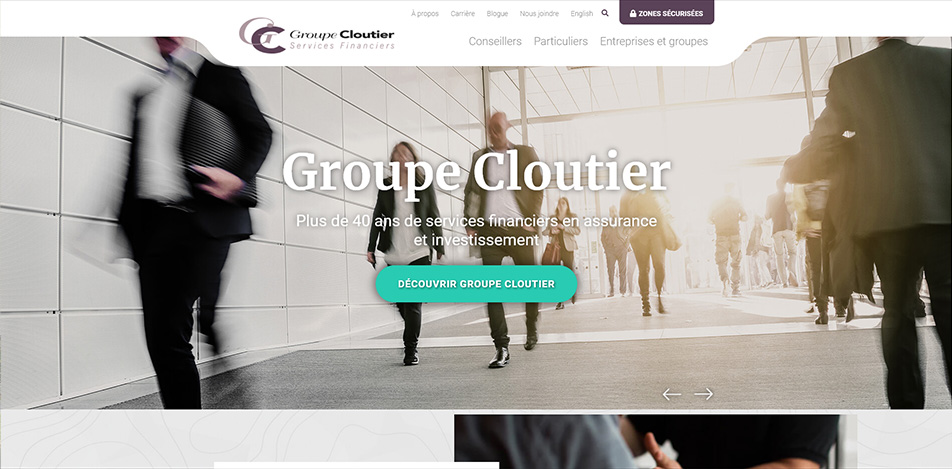 À propos Carrière Blogue Nous joindre English ZONES SÉCURISÉES
Groupe Cloutier
Services Financiers
Conseillers Particuliers Entreprises et groupes
Groupe Cloutier
Plus de 40 ans de services financiers en assurance
et investissement
DÉCOUVRIR GROUPE CLOUTIER